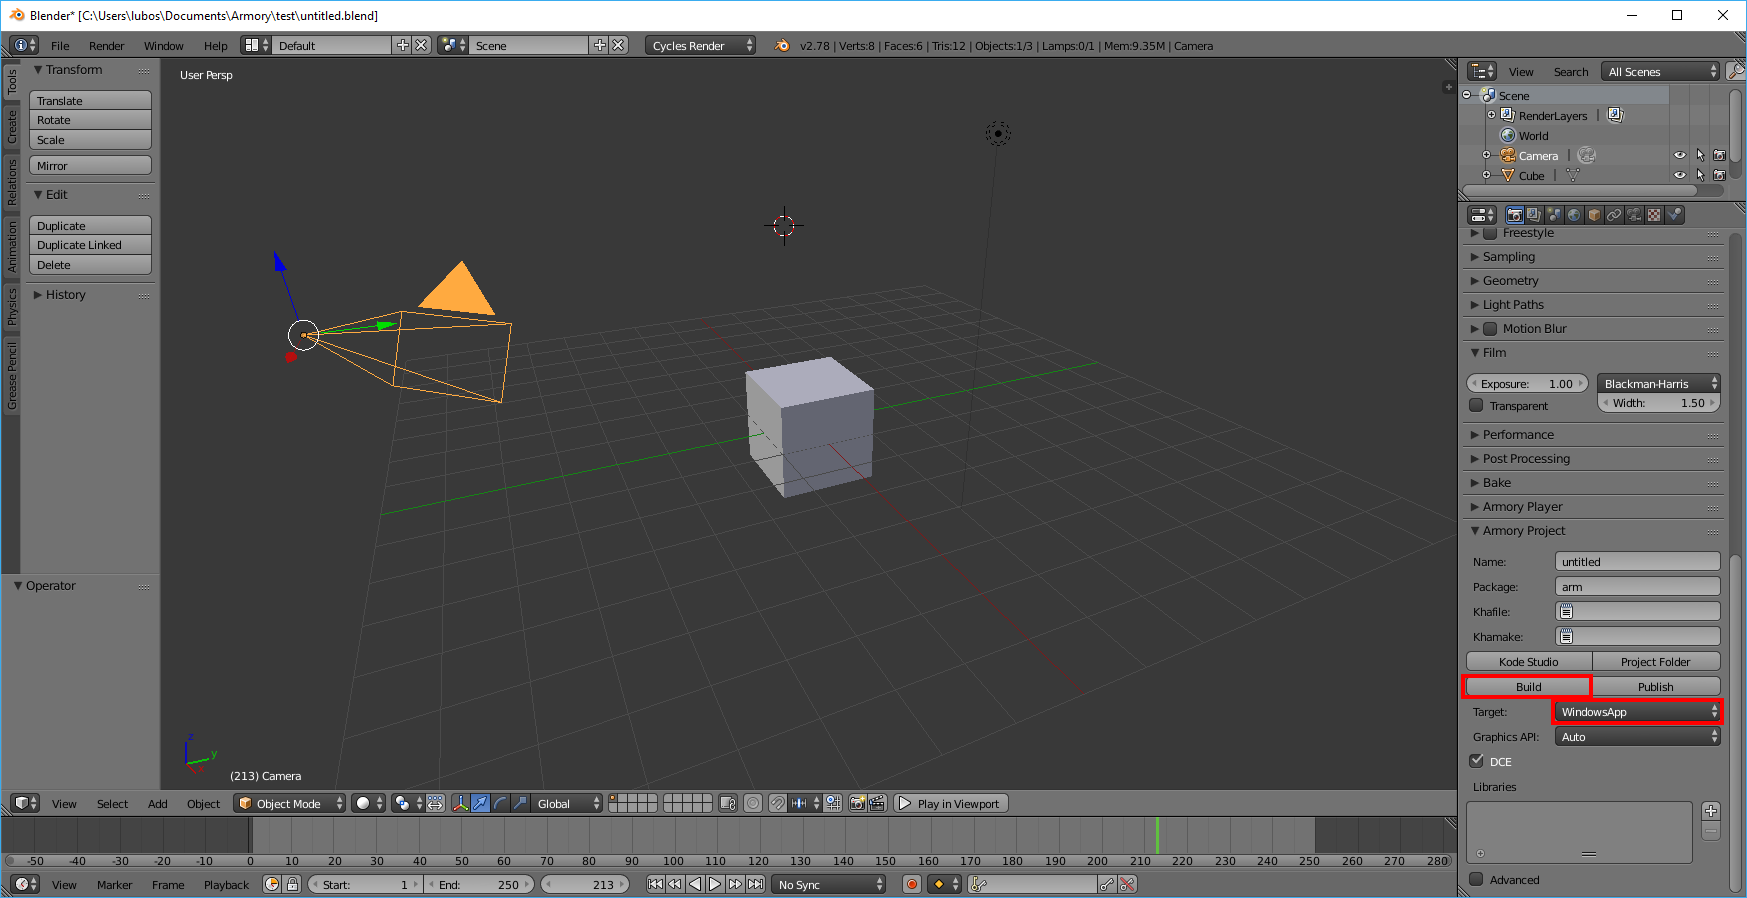 Blender* [C:\Users\lubos\Documents\Armory\test\untitled.blend]
File Render Window Help Default Scene Cycles Render v2.78 | Verts:8 | Faces:6 | Tris:12 | Objects:1/3 | Lamps:0/1 | Mem:9.35M | Camera
Tools
Create
Relations
Animation
Physics
Grease Pencil
Transform
Translate
Rotate
Scale
Mirror
Edit
Duplicate
Duplicate Linked
Delete
History
Operator
User Persp
z
y
x
(213) Camera
View Search All Scenes
Scene
RenderLayers |
World
Camera |
Cube |
Freestyle
Sampling
Geometry
Light Paths
Motion Blur
Film
Exposure: 1.00 Blackman-Harris
Transparent Width: 1.50
Performance
Post Processing
Bake
Armory Player
Armory Project
Name: untitled
Package: arm
Khafile:
Khamake:
Kode Studio Project Folder
Build Publish
Target: WindowsApp
Graphics API: Auto
DCE
Libraries
Advanced
View Select Add Object Object Mode Global Play in Viewport
-50 -40 -30 -20 -10 0 10 20 30 40 50 60 70 80 90 100 110 120 130 140 150 160 170 180 190 200 210 220 230 240 250 260 270 280
View Marker Frame Playback Start: 1 End: 250 213 No Sync